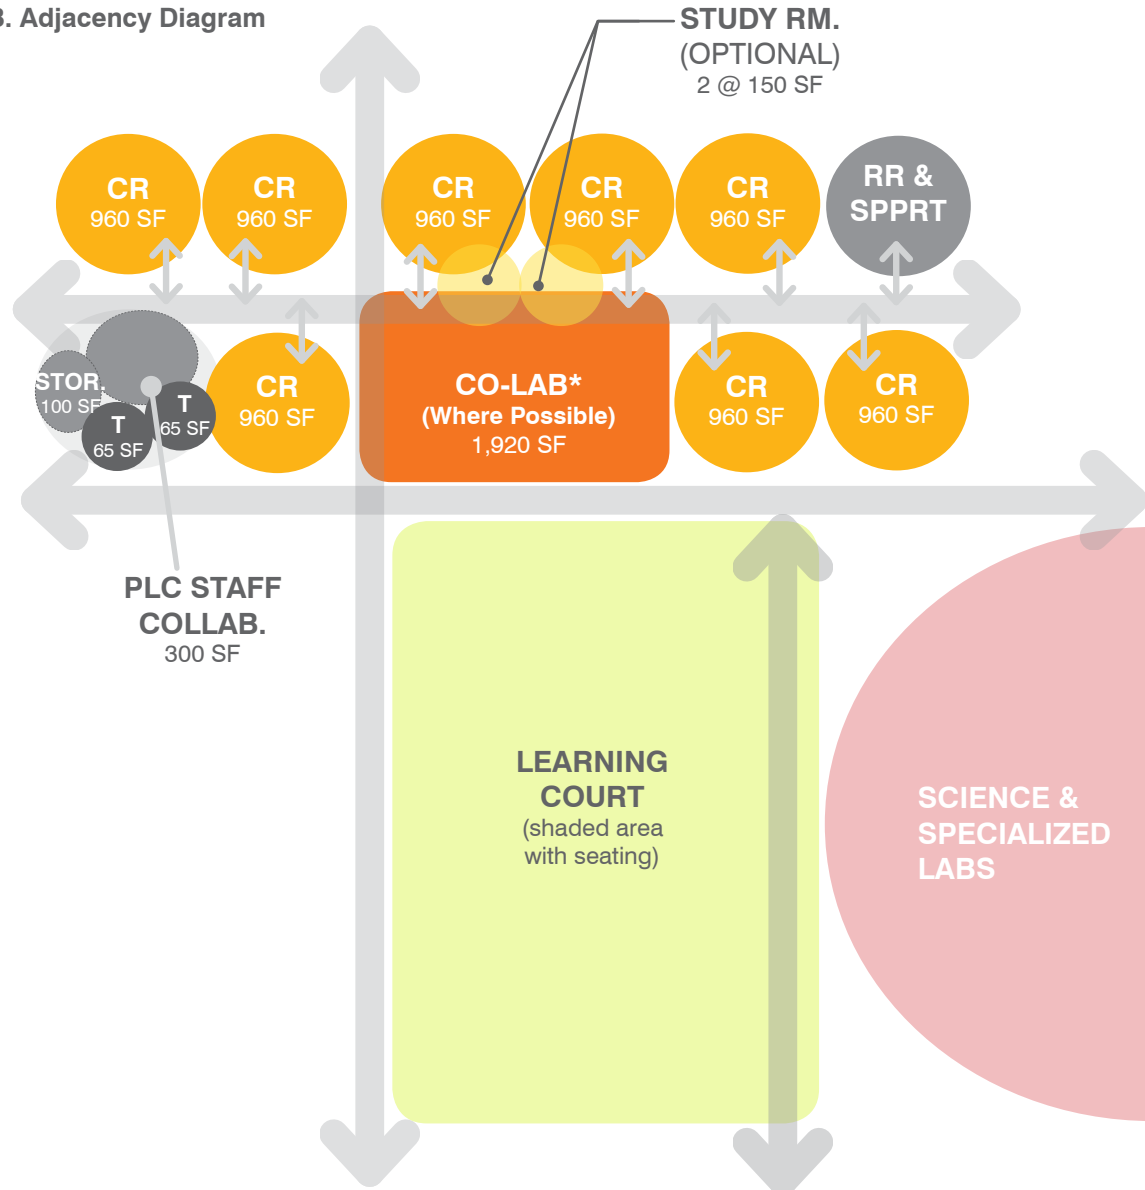 B. Adjacency Diagram
STUDY RM.
(OPTIONAL)
2 @ 150 SF
CR
960 SF
CR
960 SF
CR
960 SF
CR
960 SF
CR
960 SF
RR &
SPPRT
STOR.
100 SF
T
65 SF
T
65 SF
CR
960 SF
CO-LAB*
(Where Possible)
1,920 SF
CR
960 SF
CR
960 SF
PLC STAFF
COLLAB.
300 SF
LEARNING
COURT
(shaded area
with seating)
SCIENCE &
SPECIALIZED
LABS